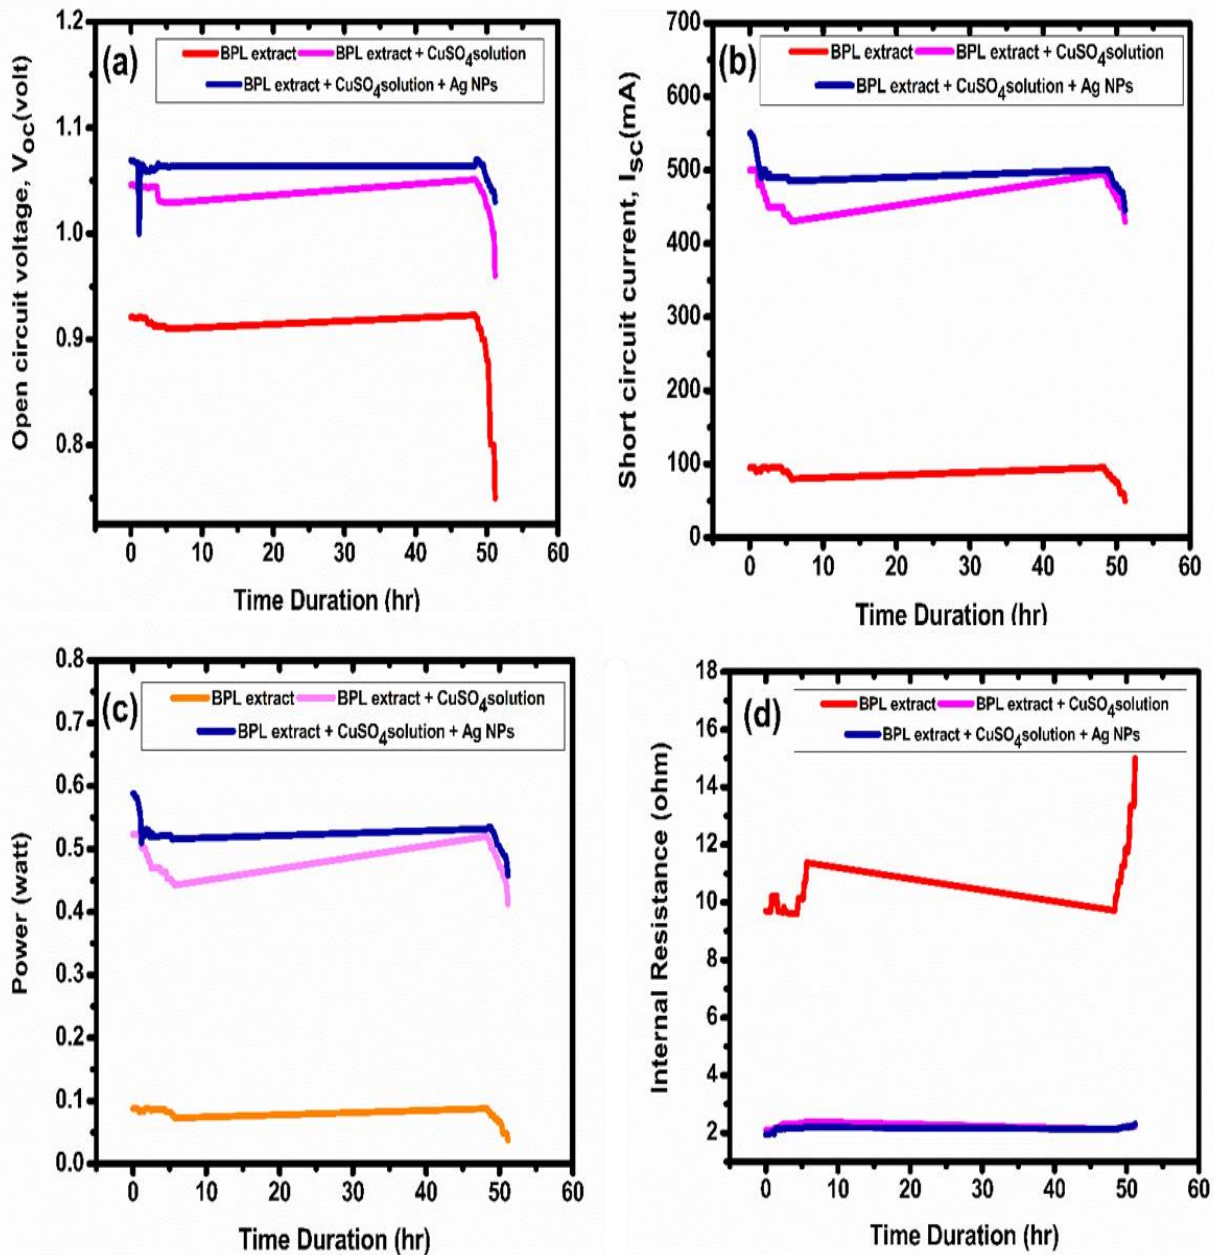 (a)
BPL extract BPL extract + CuSO4solution
BPL extract + CuSO4solution + Ag NPs
Open circuit voltage, Voc(volt)
1.2
1.1
1.0
0.9
0.8
0 10 20 30 40 50 60
Time Duration (hr)
(b)
BPL extract BPL extract + CuSO4solution
BPL extract + CuSO4solution + Ag NPs
Short circuit current, Isc(mA)
700
600
500
400
300
200
100
0
0 10 20 30 40 50 60
Time Duration (hr)
(c)
BPL extract BPL extract + CuSO4solution
BPL extract + CuSO4solution + Ag NPs
Power (watt)
0.8
0.7
0.6
0.5
0.4
0.3
0.2
0.1
0.0
0 10 20 30 40 50 60
Time Duration (hr)
(d)
BPL extract BPL extract + CuSO4solution
BPL extract + CuSO4solution + Ag NPs
Internal Resistance (ohm)
18
16
14
12
10
8
6
4
2
0 10 20 30 40 50 60
Time Duration (hr)